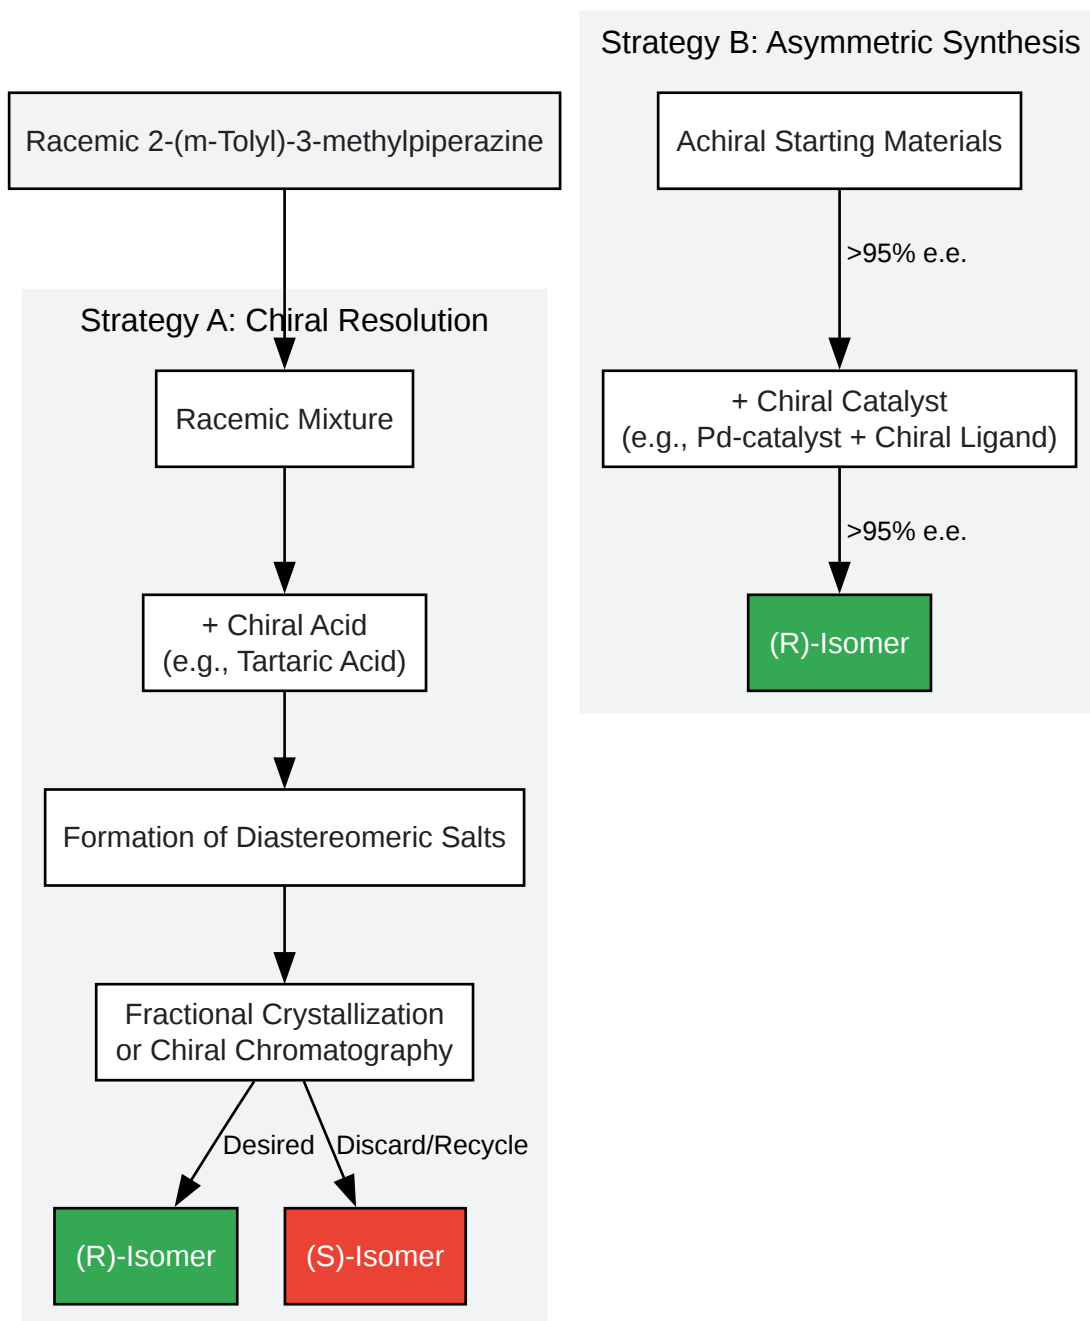 Racemic 2-(m-Tolyl)-3-methylpiperazine
Strategy A: Chiral Resolution
Racemic Mixture
+ Chiral Acid
(e.g., Tartaric Acid)
Formation of Diastereomeric Salts
Fractional Crystallization
or Chiral Chromatography
Desired
Discard/Recycle
(R)-Isomer
(S)-Isomer
Strategy B: Asymmetric Synthesis
Achiral Starting Materials
>95% e.e.
+ Chiral Catalyst
(e.g., Pd-catalyst + Chiral Ligand)
>95% e.e.
(R)-Isomer